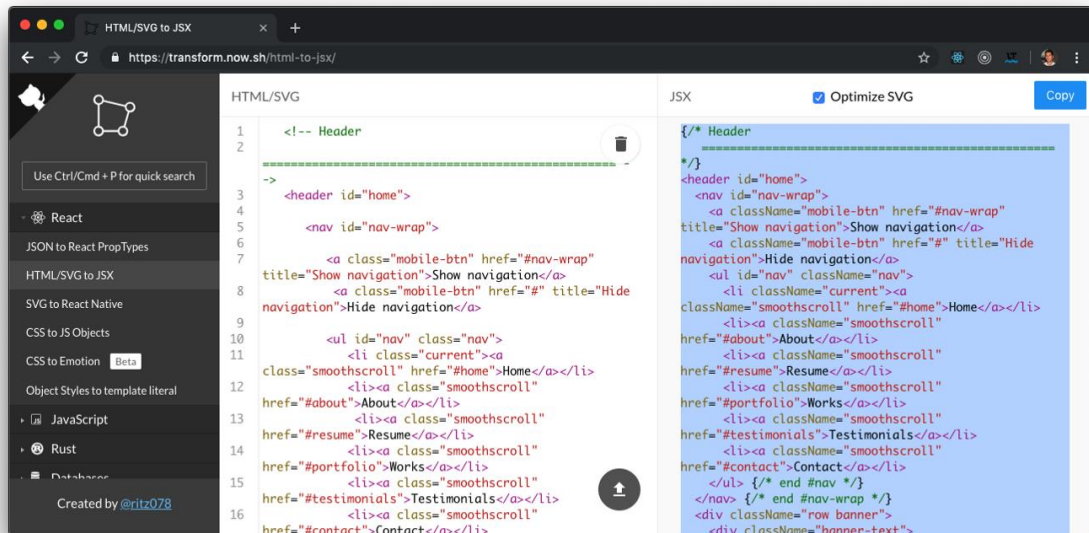 HTML/SVG to JSX
https://transform.now.sh/html-to-jsx/
Use Ctrl/Cmd + P for quick search
React
JSON to React PropTypes
HTML/SVG to JSX
SVG to React Native
CSS to JS Objects
CSS to Emotion Beta
Object Styles to template literal
JavaScript
Rust
Databases
Created by @ritz078
HTML/SVG
1 <!-- Header
2
=================================================== -
->
3 <header id="home">
4
5 <nav id="nav-wrap">
6
7 <a class="mobile-btn" href="#nav-wrap"
title="Show navigation">Show navigation</a>
8 <a class="mobile-btn" href="#" title="Hide
navigation">Hide navigation</a>
9
10 <ul id="nav" class="nav">
11 <li class="current"><a
class="smoothscroll" href="#home">Home</a></li>
12 <li><a class="smoothscroll"
href="#about">About</a></li>
13 <li><a class="smoothscroll"
href="#resume">Resume</a></li>
14 <li><a class="smoothscroll"
href="#portfolio">Works</a></li>
15 <li><a class="smoothscroll"
href="#testimonials">Testimonials</a></li>
16 <li><a class="smoothscroll"
href="#contact">Contact</a></li>
JSX
Optimize SVG
Copy
{/* Header
===================================================
*/}
<header id="home">
<nav id="nav-wrap">
<a className="mobile-btn" href="#nav-wrap"
title="Show navigation">Show navigation</a>
<a className="mobile-btn" href="#" title="Hide
navigation">Hide navigation</a>
<ul id="nav" className="nav">
<li className="current"><a
className="smoothscroll" href="#home">Home</a></li>
<li><a className="smoothscroll"
href="#about">About</a></li>
<li><a className="smoothscroll"
href="#resume">Resume</a></li>
<li><a className="smoothscroll"
href="#portfolio">Works</a></li>
<li><a className="smoothscroll"
href="#testimonials">Testimonials</a></li>
<li><a className="smoothscroll"
href="#contact">Contact</a></li>
</ul> {/* end #nav */}
</nav> {/* end #nav-wrap */}
<div className="row banner">
<div className="banner-text">